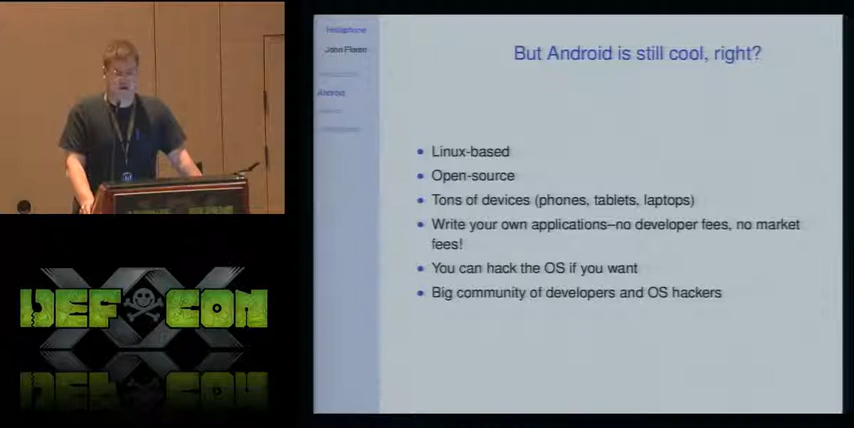 Hellaphone
John Floren
Android
But Android is still cool, right?
Linux-based
Open-source
Tons of devices (phones, tablets, laptops)
Write your own applications–no developer fees, no market
fees!
You can hack the OS if you want
Big community of developers and OS hackers
DEF CON
XX